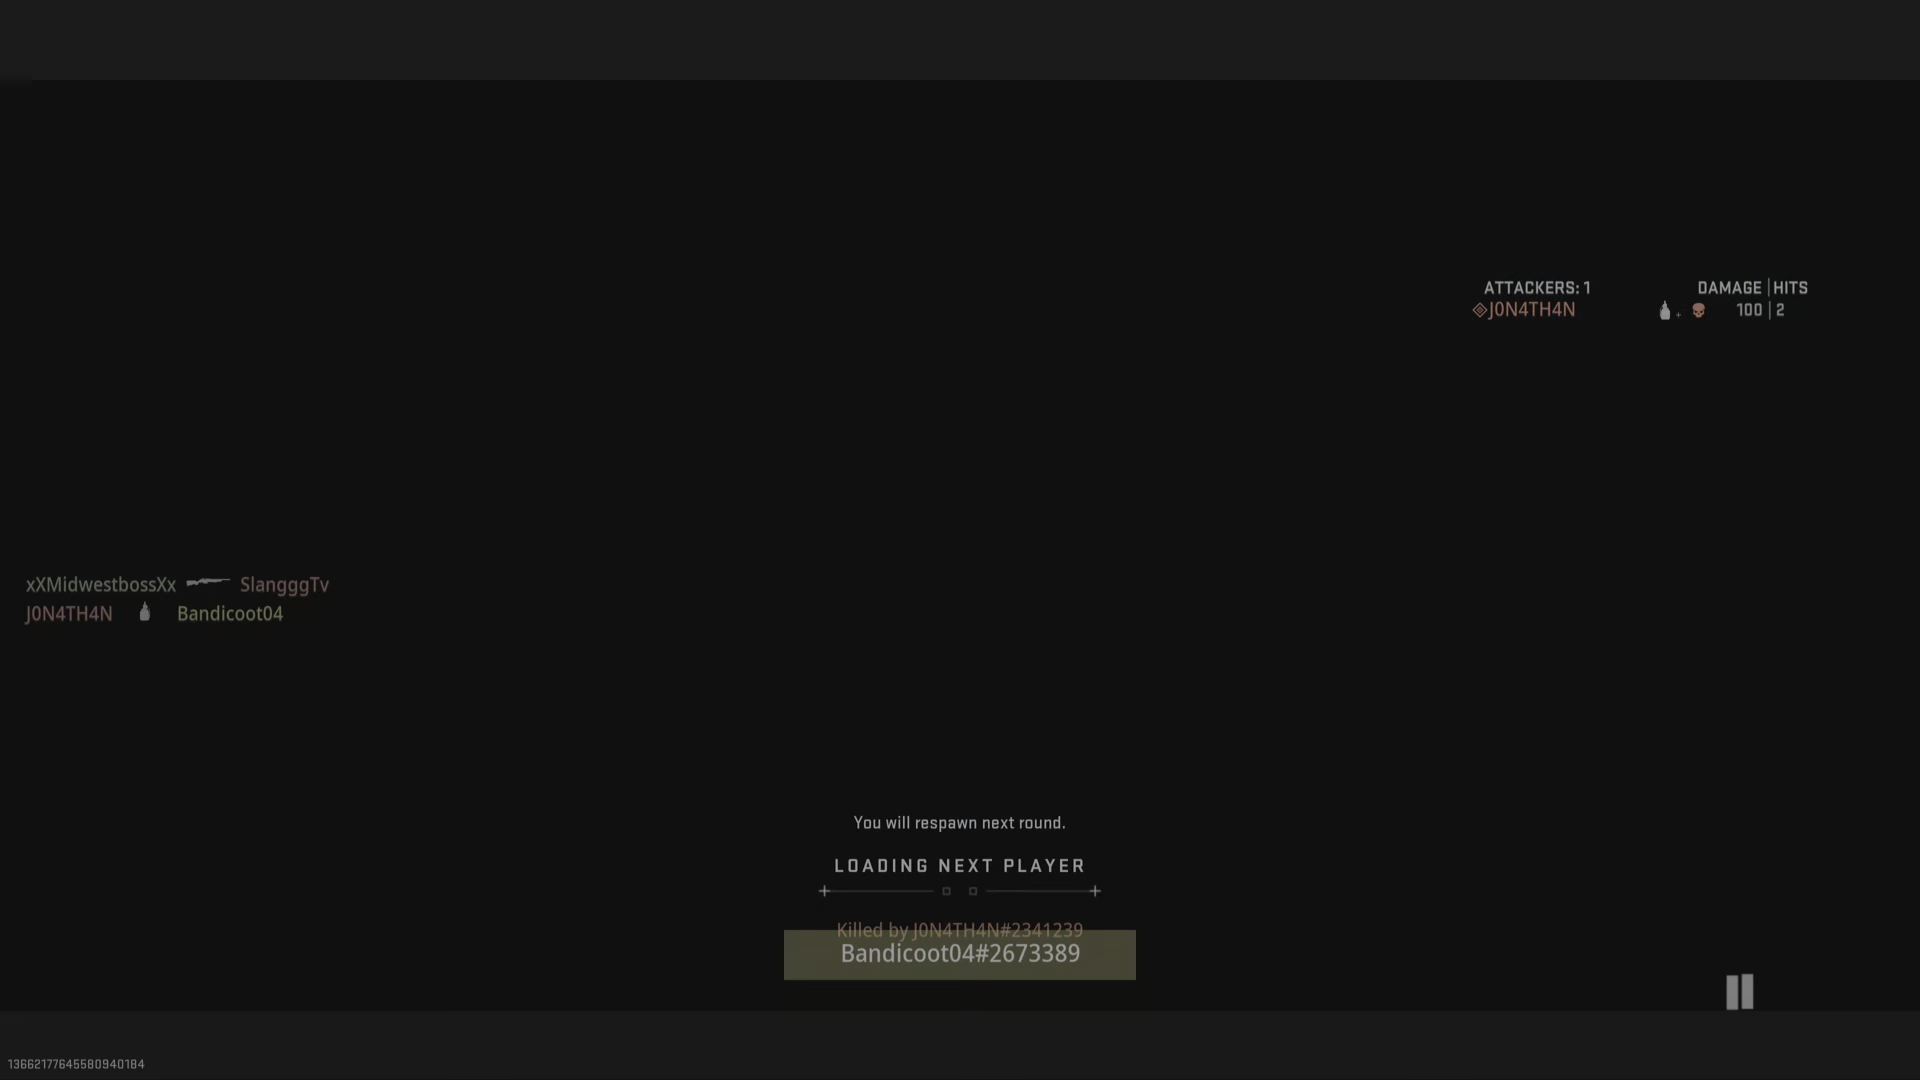 ATTACKERS: 1 DAMAGE | HITS
J0N4TH4N 100 | 2
xXMidwestbossXx SlangggTv
J0N4TH4N Bandicoot04
You will respawn next round.
LOADING NEXT PLAYER
Killed by J0N4TH4N#2341239
Bandicoot04#2673389
13662177645580940184